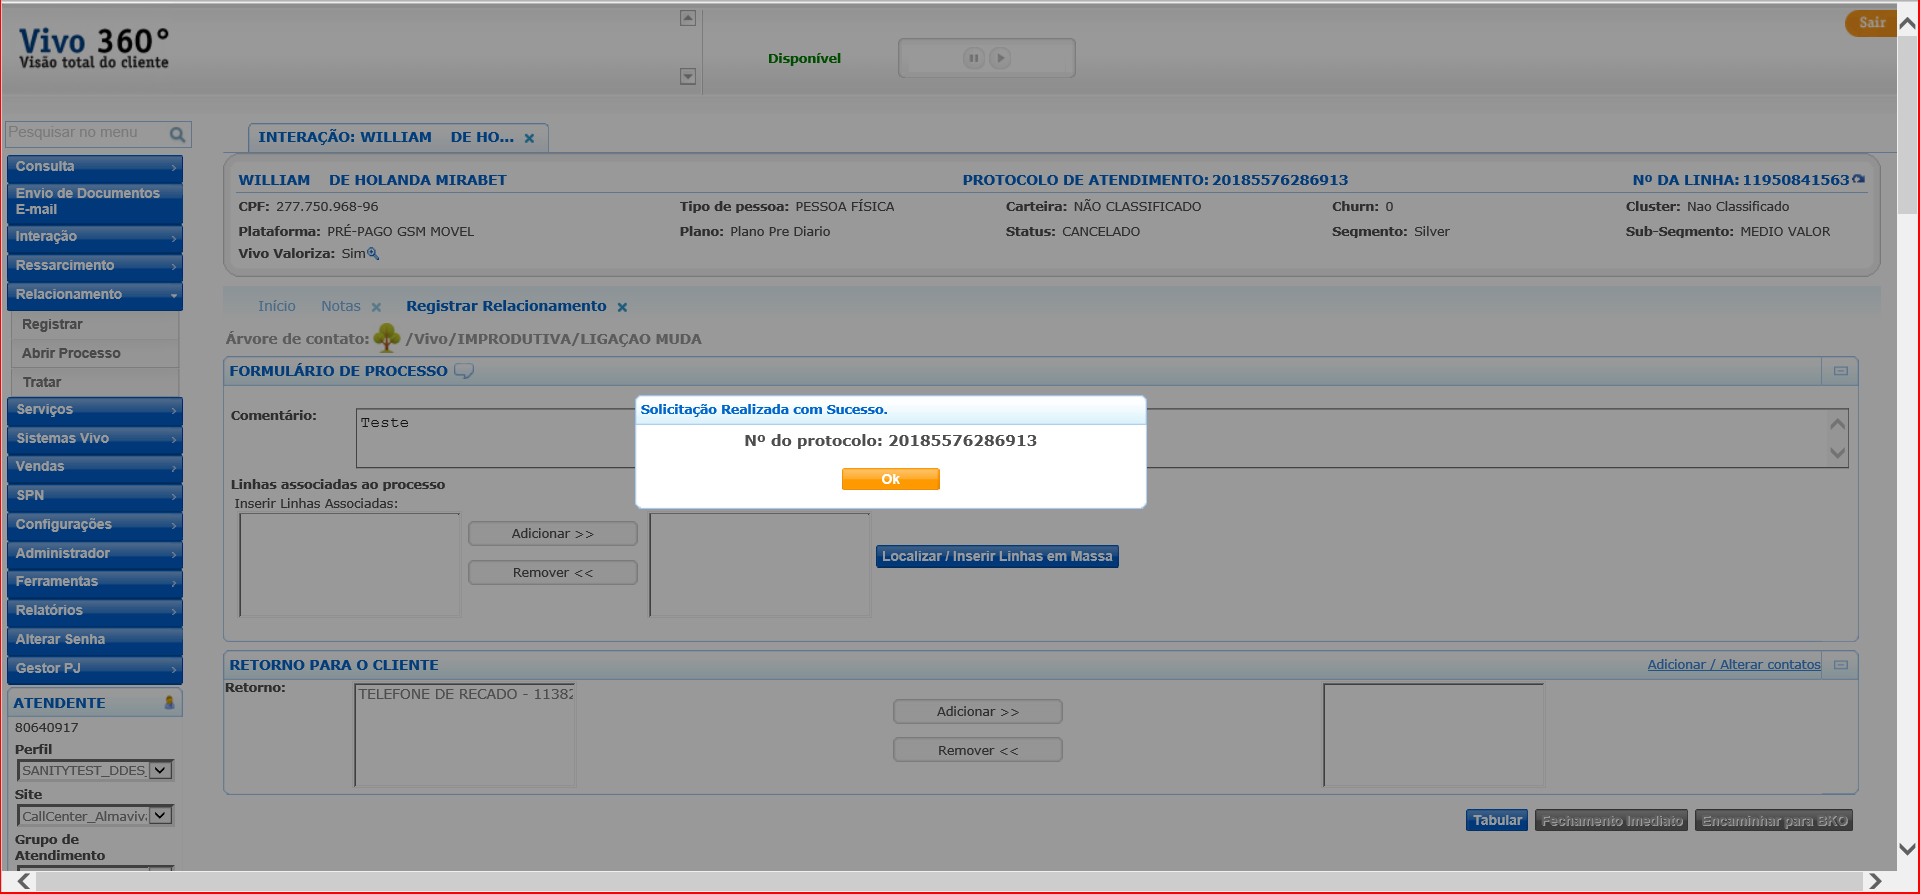 Vivo 360°
Visão total do cliente
Disponível
Sair
Pesquisar no menu
INTERAÇÃO: WILLIAM DE HO...
Consulta
Envio de Documentos
E-mail
Interação
Ressarcimento
Relacionamento
Registrar
Abrir Processo
Tratar
Serviços
Sistemas Vivo
Vendas
SPN
Configurações
Administrador
Ferramentas
Relatórios
Alterar Senha
Gestor PJ
ATENDENTE
80640917
Perfil
SANITYTEST_DDES_
Site
CallCenter_Almaviv
Grupo de
Atendimento
WILLIAM DE HOLANDA MIRABET PROTOCOLO DE ATENDIMENTO: 20185576286913 Nº DA LINHA: 11950841563
CPF: 277.750.968-96 Tipo de pessoa: PESSOA FÍSICA Carteira: NÃO CLASSIFICADO Churn: 0 Cluster: Nao Classificado
Plataforma: PRÉ-PAGO GSM MOVEL Plano: Plano Pre Diario Status: CANCELADO Segmento: Silver Sub-Segmento: MEDIO VALOR
Vivo Valoriza: Sim
Início Notas Registrar Relacionamento
Árvore de contato: /Vivo/IMPRODUTIVA/LIGAÇAO MUDA
FORMULÁRIO DE PROCESSO
Comentário: Teste
Solicitação Realizada com Sucesso.
Nº do protocolo: 20185576286913
Ok
Linhas associadas ao processo
Inserir Linhas Associadas:
Adicionar >>
Remover <<
Localizar / Inserir Linhas em Massa
RETORNO PARA O CLIENTE Adicionar / Alterar contatos
Retorno: TELEFONE DE RECADO - 11382
Adicionar >>
Remover <<
Tabular Fechamento Imediato Encaminhar para BKO